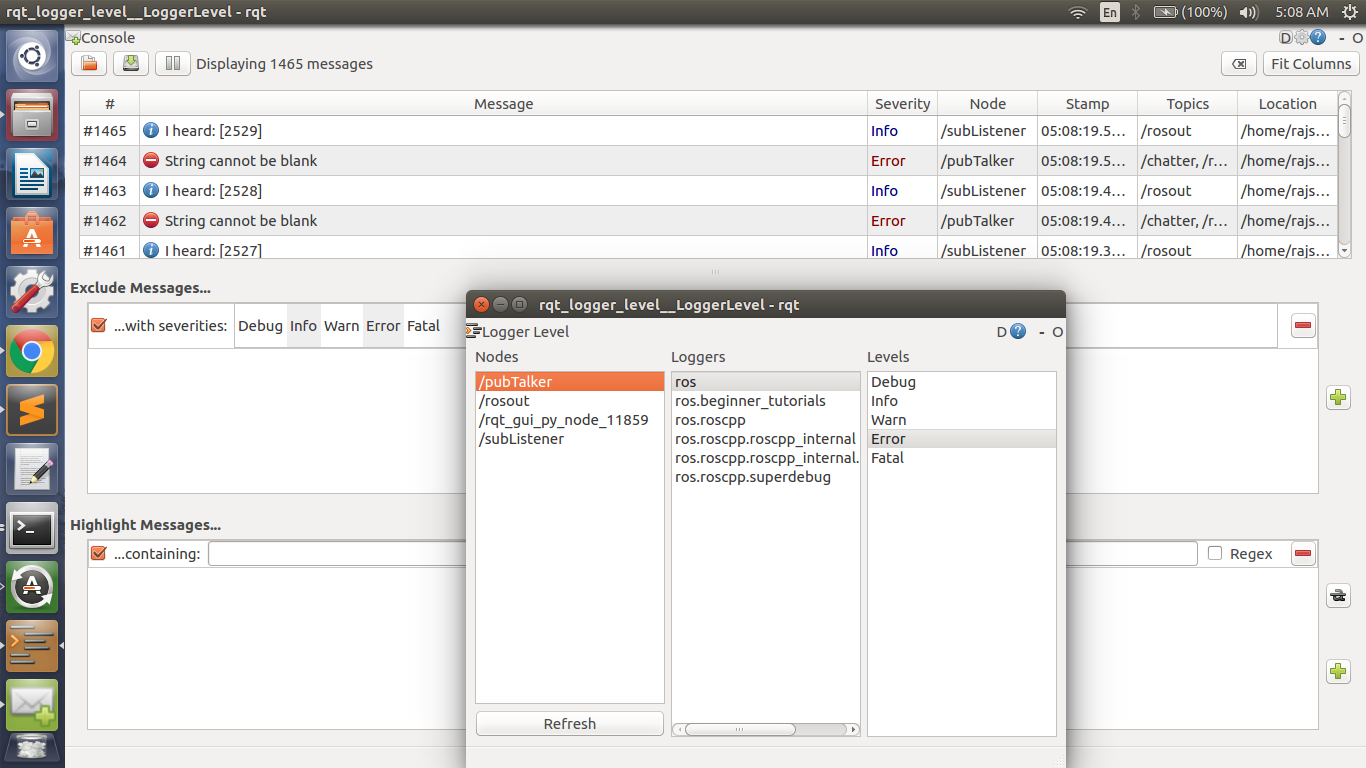 rqt_logger_level__LoggerLevel - rqt En (100%) 5:08 AM
Console D - O
Displaying 1465 messages Fit Columns
# Message Severity Node Stamp Topics Location
#1465 I heard: [2529] Info /subListener 05:08:19.5... /rosout /home/rajs...
#1464 String cannot be blank Error /pubTalker 05:08:19.5... /chatter, /r... /home/rajs...
#1463 I heard: [2528] Info /subListener 05:08:19.4... /rosout /home/rajs...
#1462 String cannot be blank Error /pubTalker 05:08:19.4... /chatter, /r... /home/rajs...
#1461 I heard: [2527] Info /subListener 05:08:19.3... /rosout /home/rajs...
Exclude Messages...
...with severities: Debug Info Warn Error Fatal
rqt_logger_level__LoggerLevel - rqt
Logger Level D - O
Nodes Loggers Levels
/pubTalker ros Debug
/rosout ros.beginner_tutorials Info
/rqt_gui_py_node_11859 ros.roscpp Warn
/subListener ros.roscpp.roscpp_internal Error
ros.roscpp.roscpp_internal. Fatal
ros.roscpp.superdebug
Refresh
Highlight Messages...
...containing: Regex